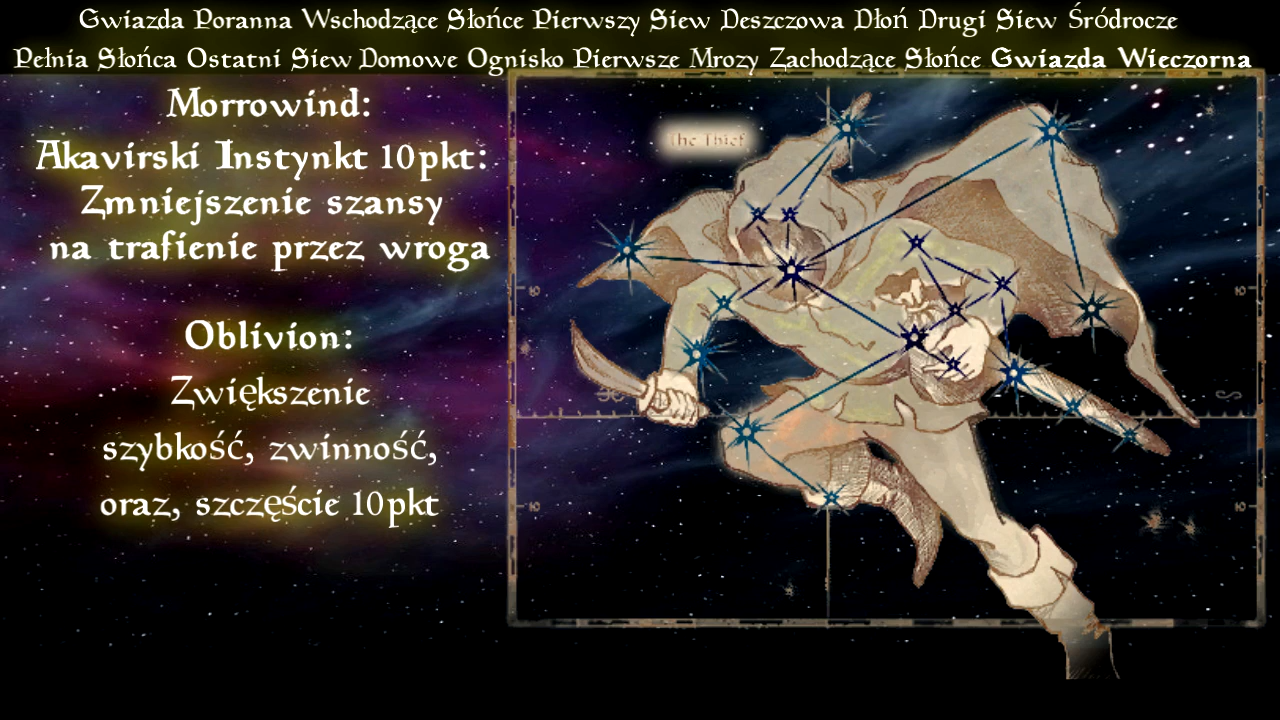 Gwiazda Poranna Wschodzące Słońce Pierwszy Siew Deszczowa Dłoń Drugi Siew Śródrocze
Pełnia Słońca Ostatni Siew Domowe Ognisko Pierwsze Mrozy Zachodzące Słońce Gwiazda Wieczorna
The Thief
Morrowind:
Akavirski Instynkt 10pkt:
Zmniejszenie szansy
na trafienie przez wroga
Oblivion:
Zwiększenie
szybkość, zwinność,
oraz, szczęście 10pkt